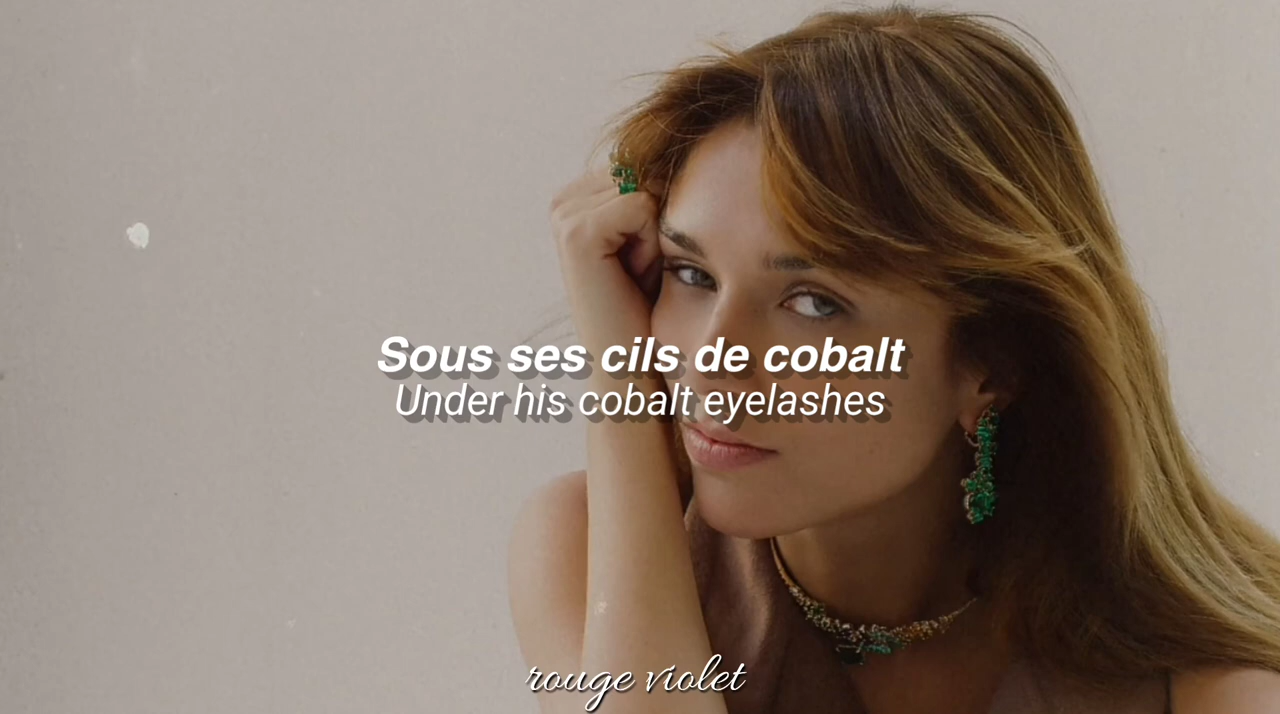 Sous ses cils de cobalt
Under his cobalt eyelashes
rouge violet